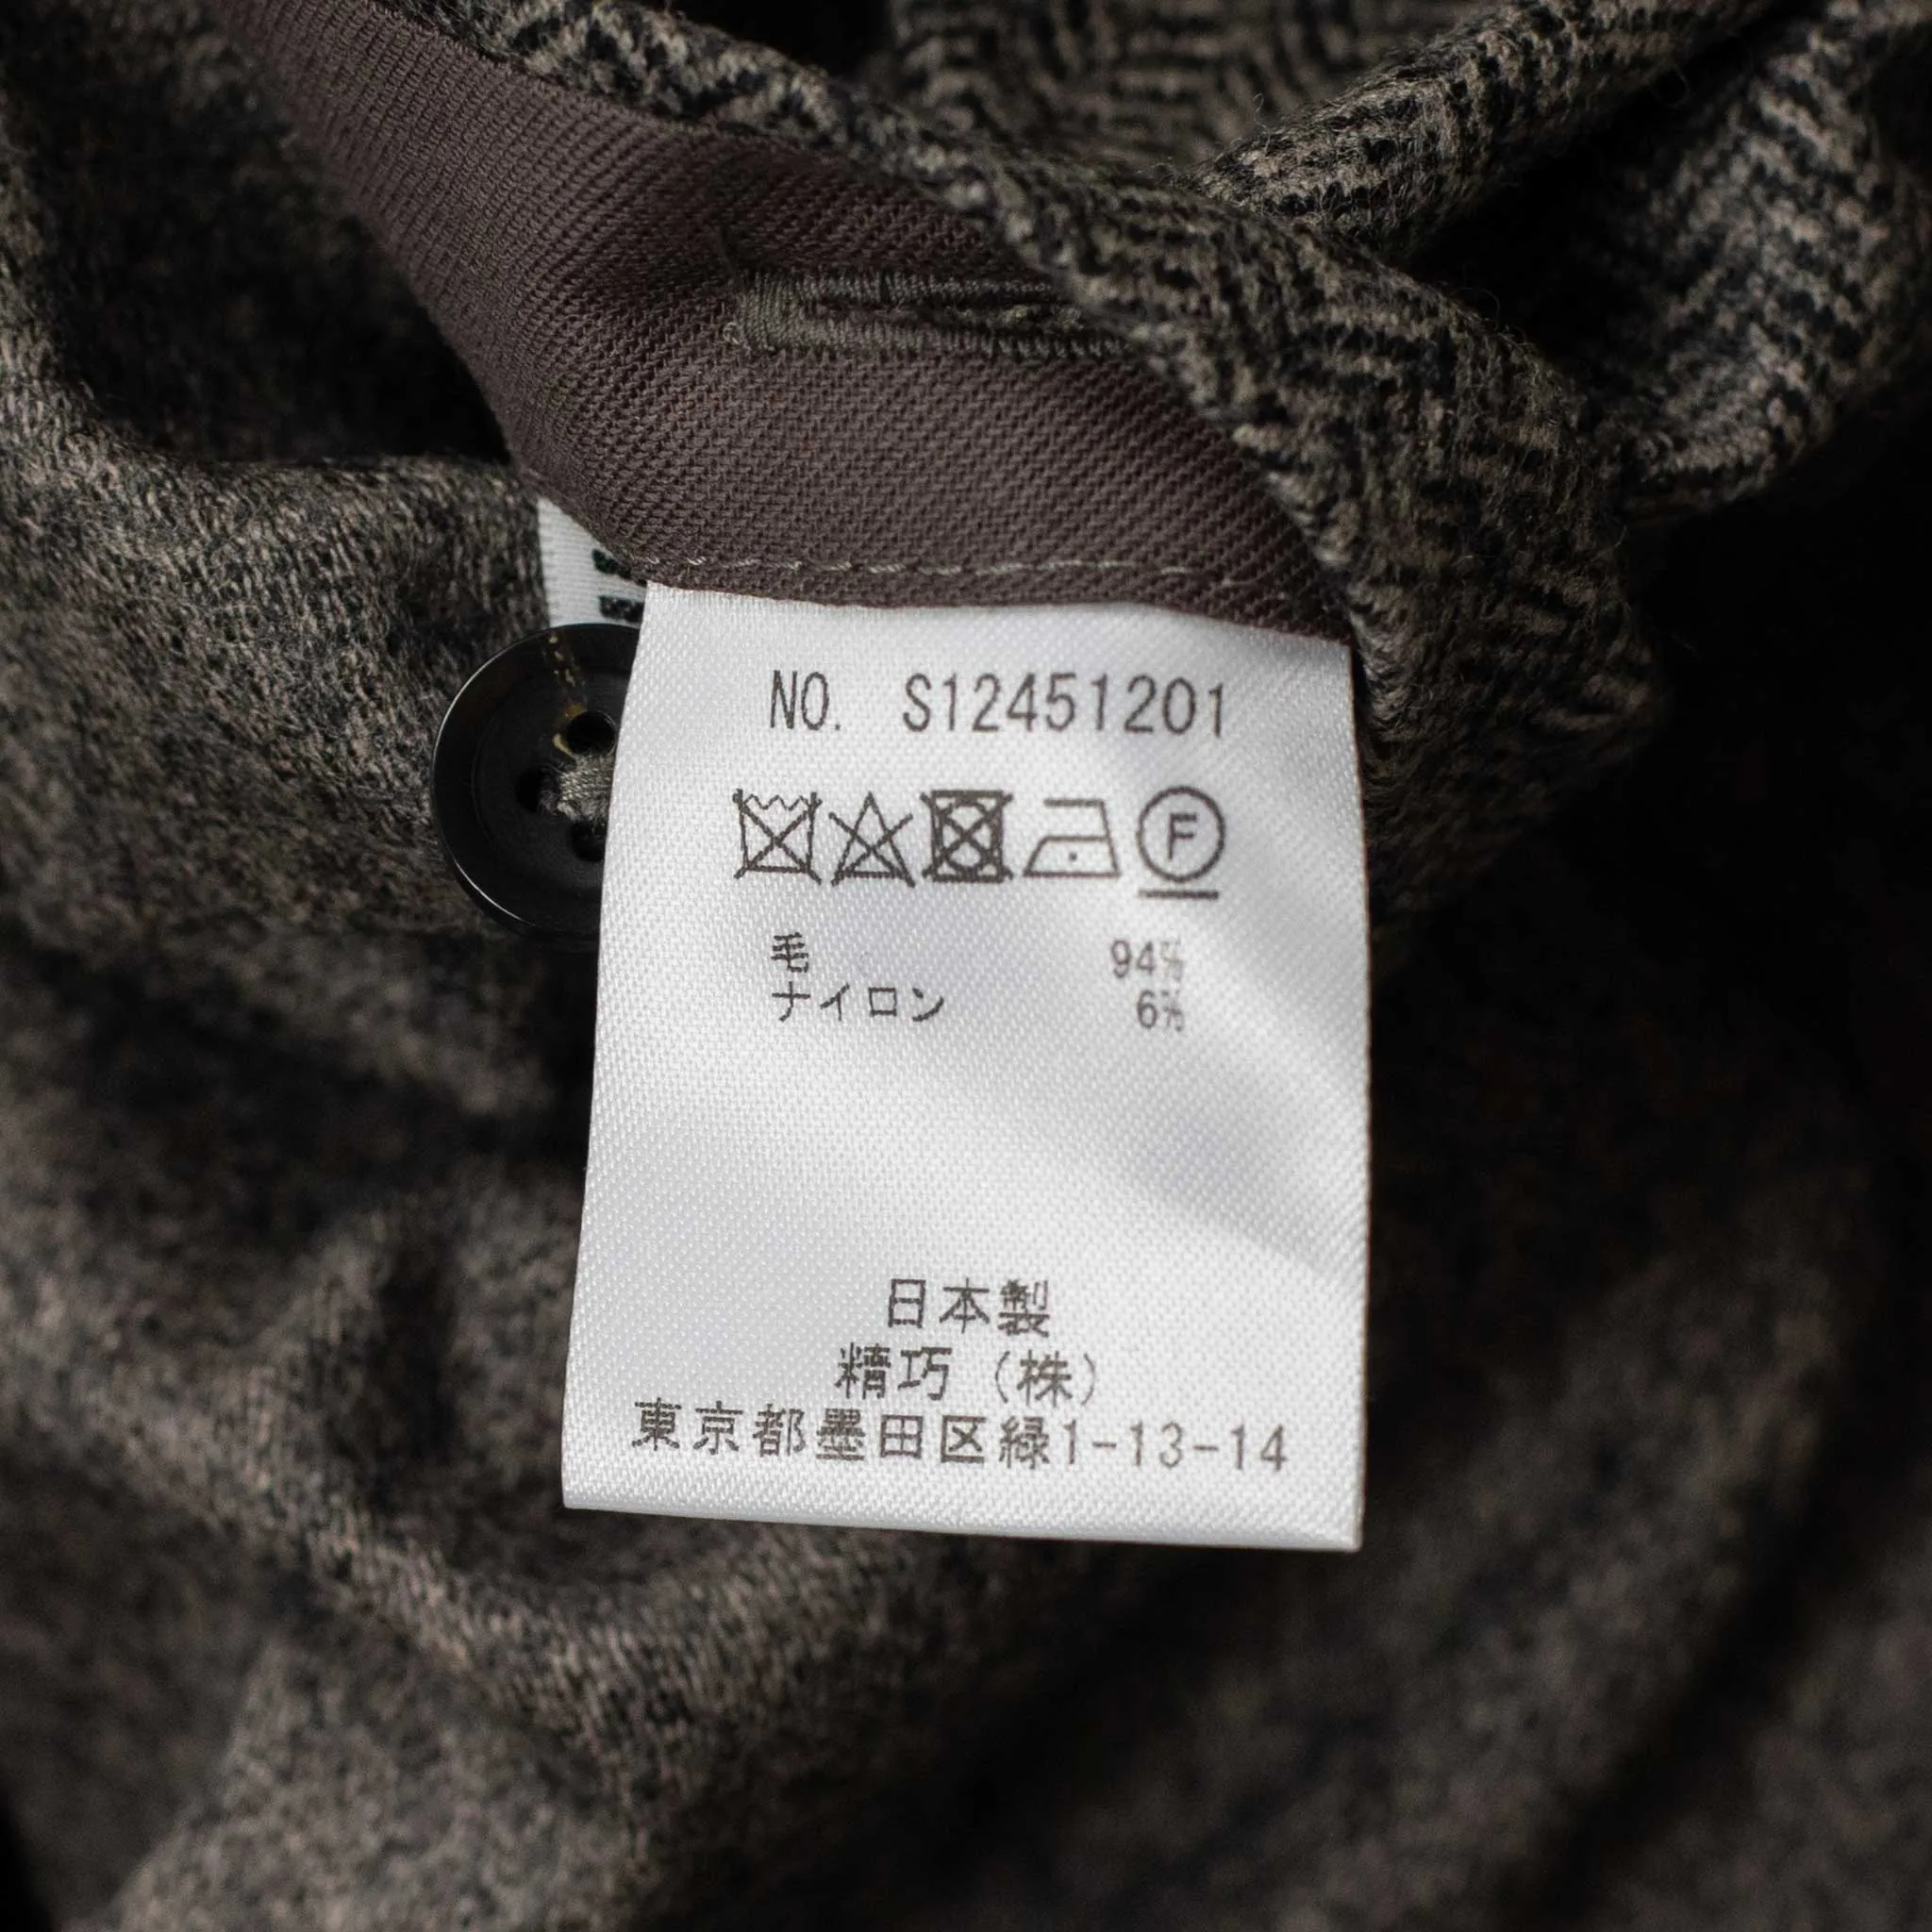 NO. S12451201
F
毛 94%
ナイロン 6%
日本製
精巧（株）
東京都墨田区緑1-13-14